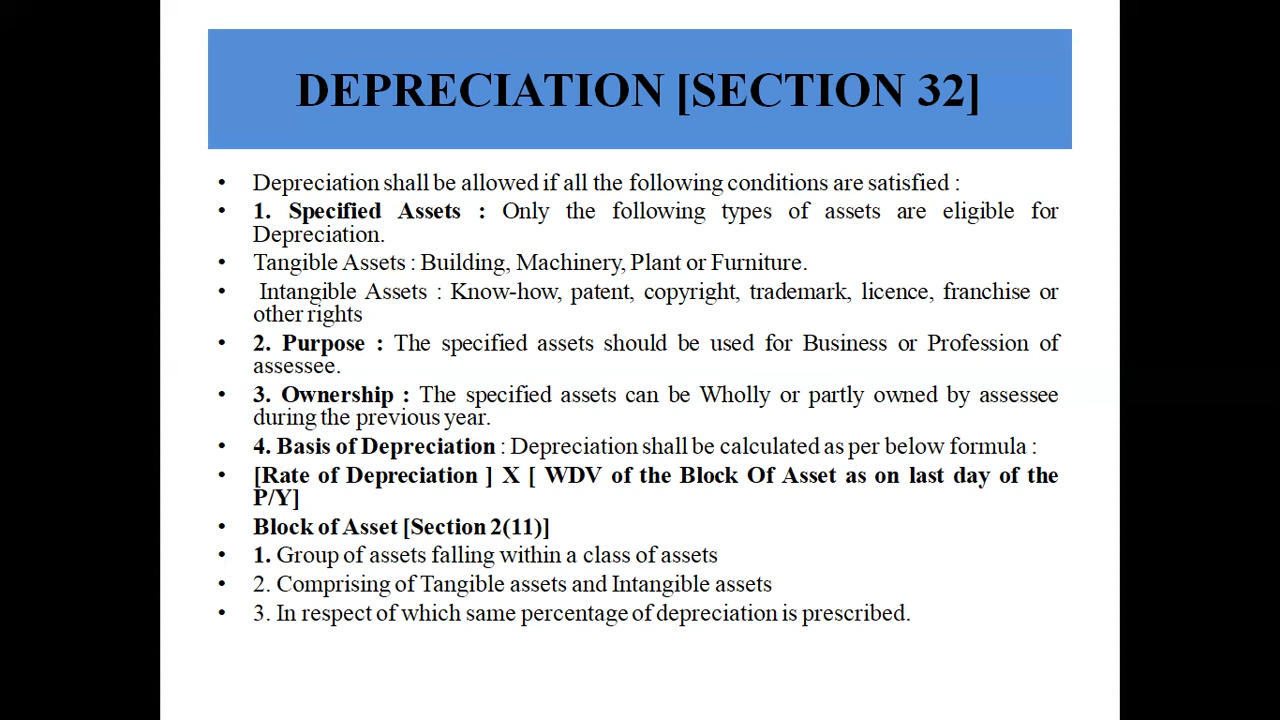 DEPRECIATION [SECTION 32]
• Depreciation shall be allowed if all the following conditions are satisfied :
• 1. Specified Assets : Only the following types of assets are eligible for
Depreciation.
• Tangible Assets : Building, Machinery, Plant or Furniture.
• Intangible Assets : Know-how, patent, copyright, trademark, licence, franchise or
other rights
• 2. Purpose : The specified assets should be used for Business or Profession of
assessee.
• 3. Ownership : The specified assets can be Wholly or partly owned by assessee
during the previous year.
• 4. Basis of Depreciation : Depreciation shall be calculated as per below formula :
• [Rate of Depreciation ] X [ WDV of the Block Of Asset as on last day of the
P/Y]
• Block of Asset [Section 2(11)]
• 1. Group of assets falling within a class of assets
• 2. Comprising of Tangible assets and Intangible assets
• 3. In respect of which same percentage of depreciation is prescribed.